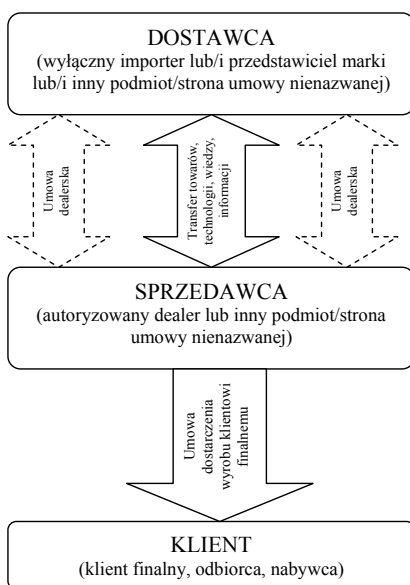 DOSTAWCA
(wyłączny importer lub/i przedstawiciel marki
lub/i inny podmiot/strona umowy nienazwanej)
Umowa
dealerska
Transfer towarów,
technologii, wiedzy,
informacji
Umowa
dealerska
SPRZEDAWCA
(autoryzowany dealer lub inny podmiot/strona
umowy nienazwanej)
Umowa
dostarczenia
wyrobu klientowi
finalnemu
KLIENT
(klient finalny, odbiorca, nabywca)